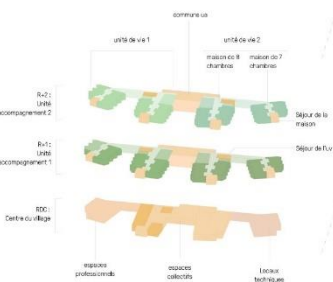 commune ua
unité de vie 1
unité de vie 2
maison de 8
chambres
maison de 7
chambres
R+2 :
Unité
accompagnement 2
Séjour de la
maison
R+1 :
Unité
accompagnement 1
Séjour de l'uv
RDC :
Centre du village
espaces
professionnels
espaces
collectifs
Locaux
techniques